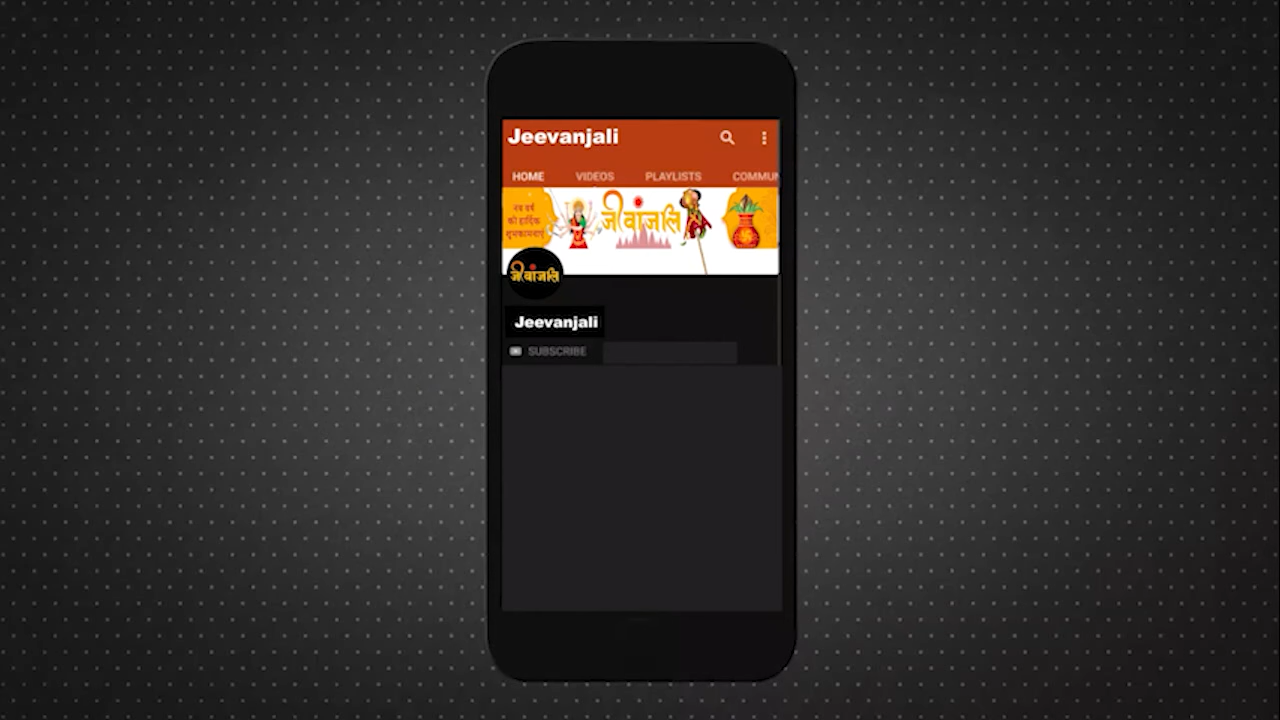 Jeevanjali
HOME VIDEOS PLAYLISTS COMMUN
नव वर्ष
की हार्दिक
शुभकामनाएं
जीवांजलि
जीवांजलि
Jeevanjali
SUBSCRIBE